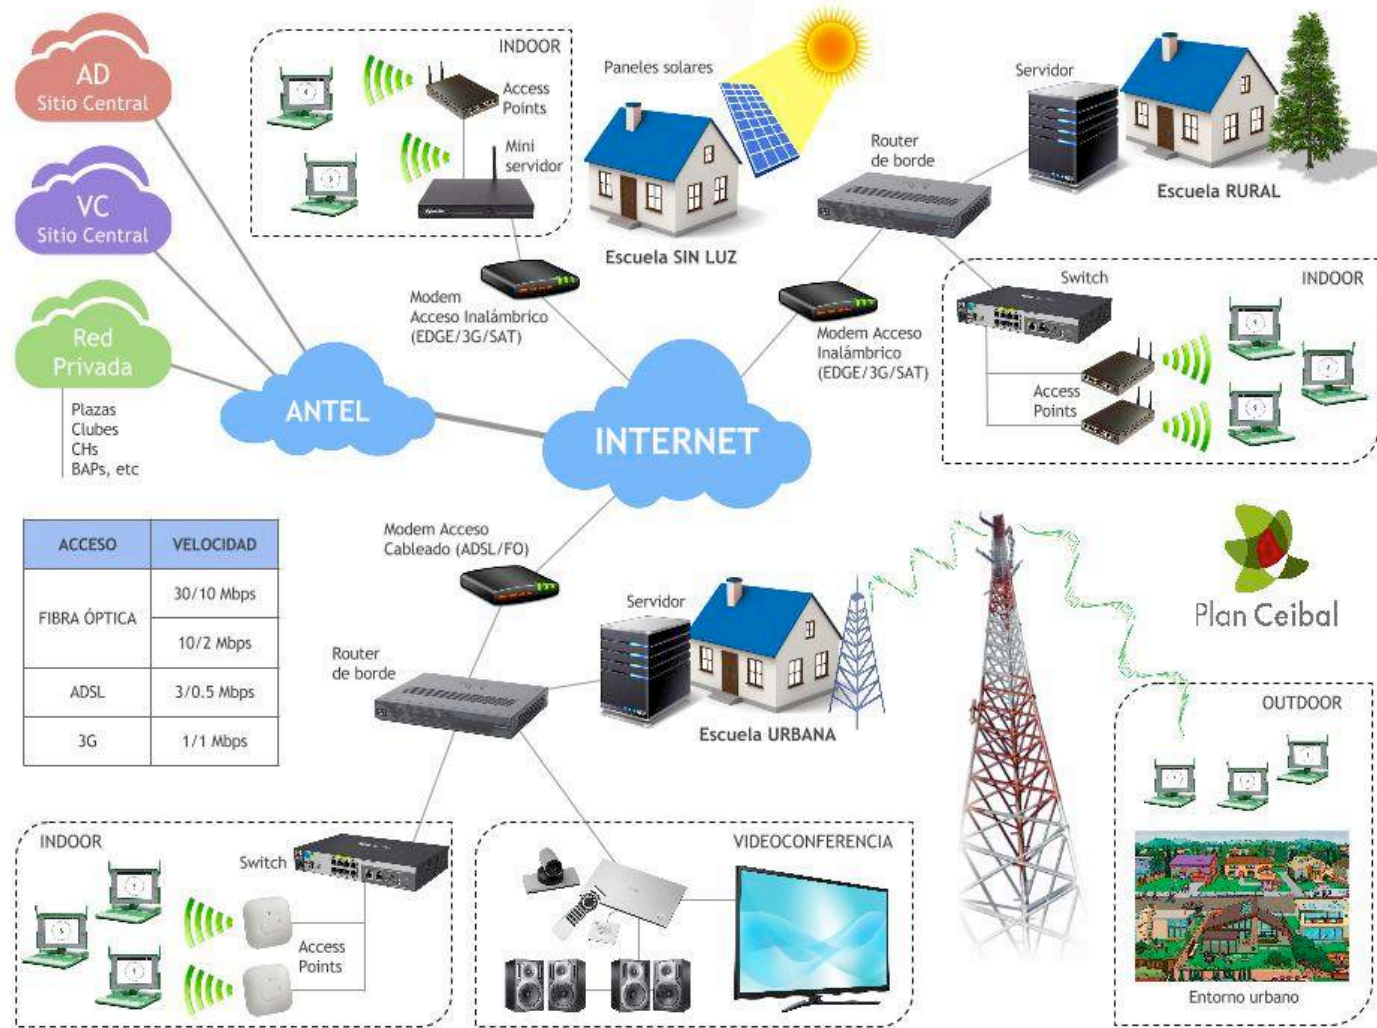 AD
Sitio Central
VC
Sitio Central
Red
Privada
Plazas
Clubes
CHs
BAPs, etc
ANTEL
INTERNET
INDOOR
Access
Points
Mini
servidor
Modem
Acceso Inalámbrico
(EDGE/3G/SAT)
Paneles solares
Escuela SIN LUZ
Router
de borde
Servidor
Escuela RURAL
Modem Acceso
Inalámbrico
(EDGE/3G/SAT)
Switch
INDOOR
Access
Points
ACCESO VELOCIDAD
FIBRA ÓPTICA
30/10 Mbps
10/2 Mbps
ADSL 3/0.5 Mbps
3G 1/1 Mbps
Modem Acceso
Cableado (ADSL/FO)
Router
de borde
Servidor
Escuela URBANA
Plan Ceibal
OUTDOOR
Entorno urbano
INDOOR
Switch
Access
Points
VIDEOCONFERENCIA